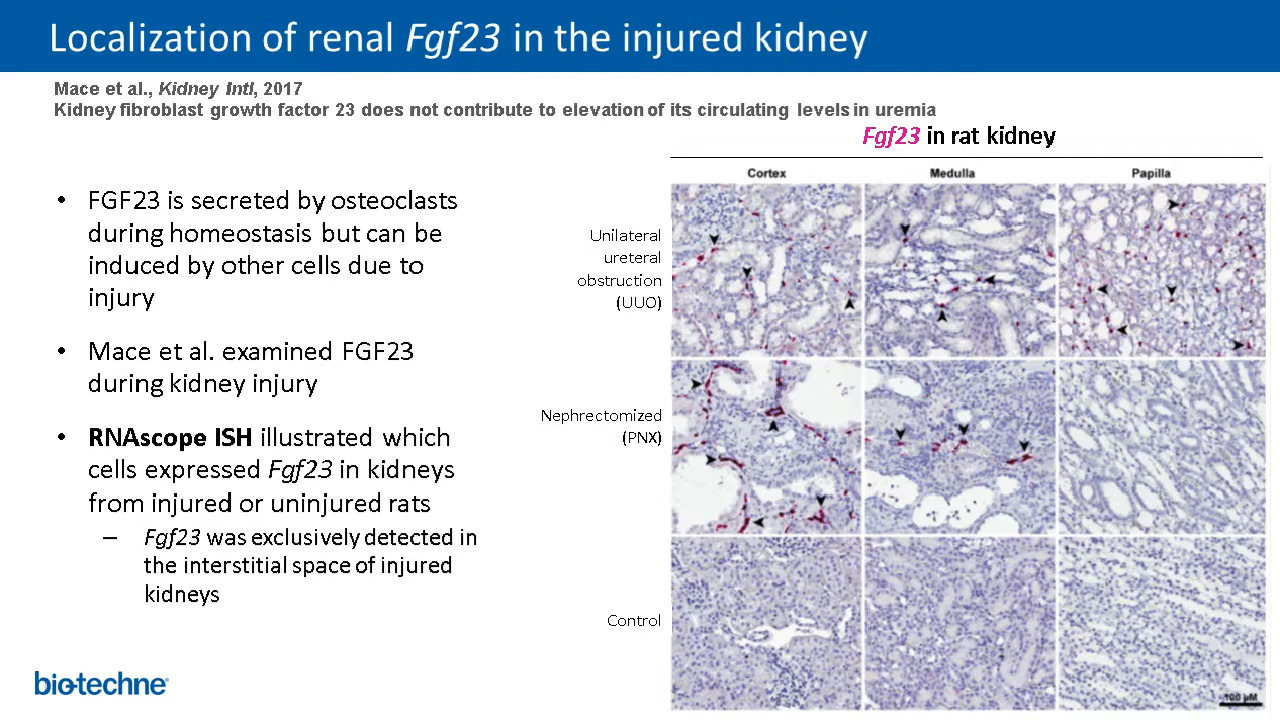 Localization of renal Fgf23 in the injured kidney
Mace et al., Kidney Intl, 2017
Kidney fibroblast growth factor 23 does not contribute to elevation of its circulating levels in uremia
Fgf23 in rat kidney
Cortex
Medulla
Papilla
• FGF23 is secreted by osteoclasts
during homeostasis but can be
induced by other cells due to
injury
• Mace et al. examined FGF23
during kidney injury
• RNAscope ISH illustrated which
cells expressed Fgf23 in kidneys
from injured or uninjured rats
– Fgf23 was exclusively detected in
the interstitial space of injured
kidneys
Unilateral
ureteral
obstruction
(UUO)
Nephrectomized
(PNX)
Control
100 µM
bio-techne®